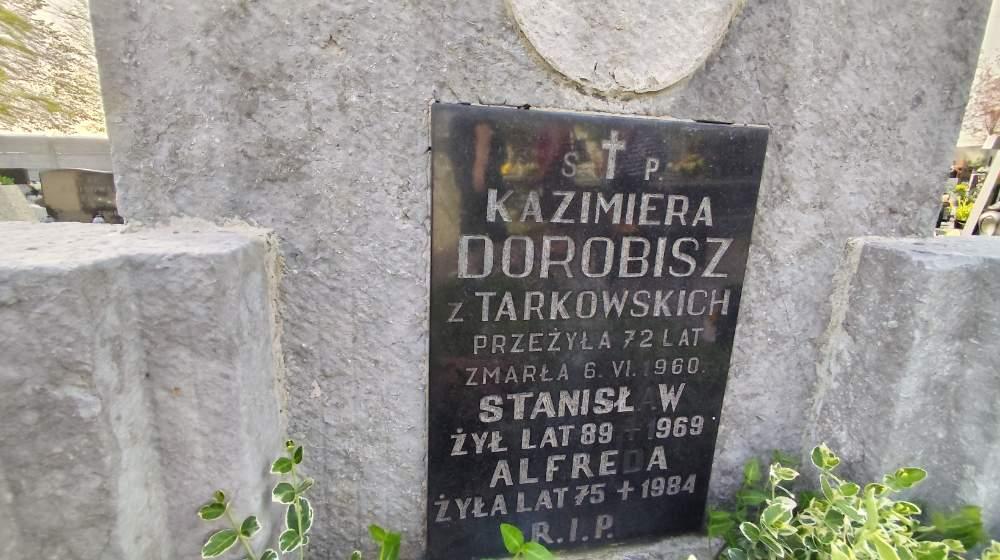 Ś † P.
KAZIMIERA
DOROBISZ
z TARKOWSKICH
PRZEŻYŁA 72 LAT
ZMARŁA 6. VI. 1960.
STANISŁAW
ŻYŁ LAT 89 + 1969
ALFREDA
ŻYŁA LAT 75 + 1984
R.I.P.